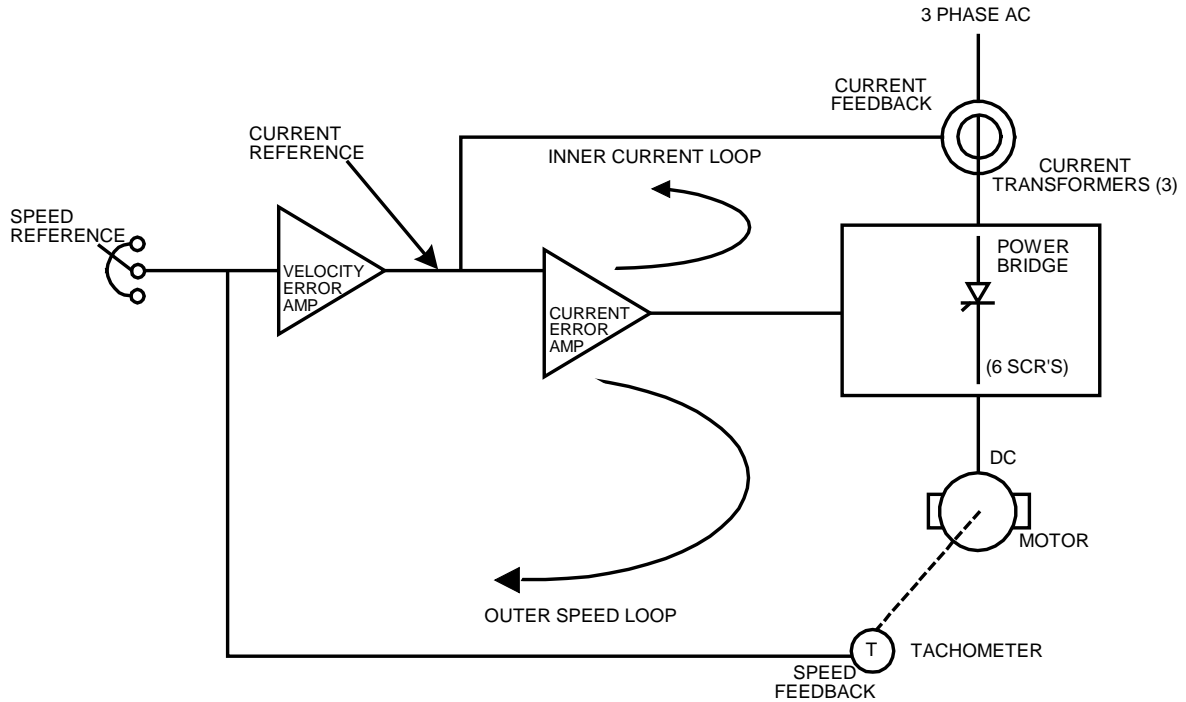 3 PHASE AC
CURRENT
FEEDBACK
CURRENT
REFERENCE
INNER CURRENT LOOP
CURRENT
TRANSFORMERS (3)
SPEED
REFERENCE
POWER
BRIDGE
VELOCITY
ERROR
AMP
CURRENT
ERROR
AMP
(6 SCR'S)
DC
MOTOR
OUTER SPEED LOOP
T
TACHOMETER
SPEED
FEEDBACK